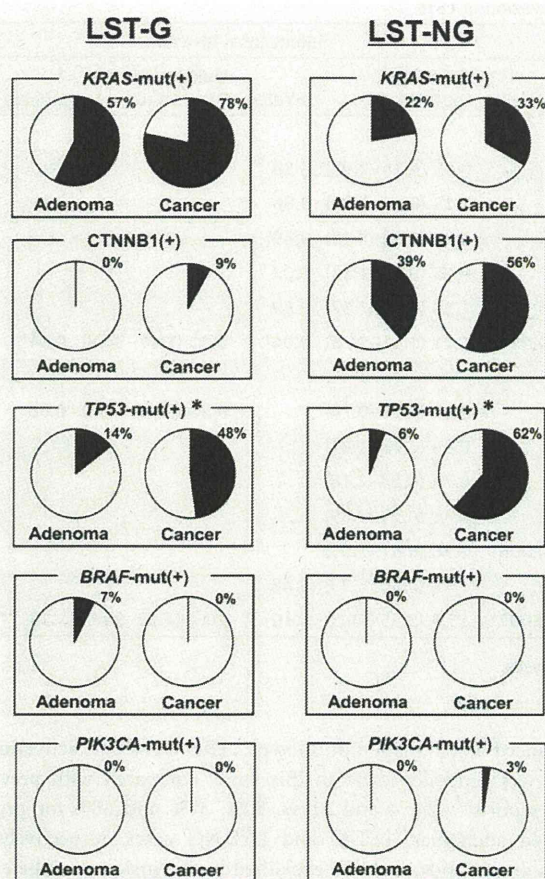 LST-G
LST-NG
KRAS-mut(+)
57%
78%
Adenoma
Cancer
KRAS-mut(+)
22%
33%
Adenoma
Cancer
CTNNB1(+)
0%
9%
Adenoma
Cancer
CTNNB1(+)
39%
56%
Adenoma
Cancer
TP53-mut(+) *
14%
48%
Adenoma
Cancer
TP53-mut(+) *
6%
62%
Adenoma
Cancer
BRAF-mut(+)
7%
0%
Adenoma
Cancer
BRAF-mut(+)
0%
0%
Adenoma
Cancer
PIK3CA-mut(+)
0%
0%
Adenoma
Cancer
PIK3CA-mut(+)
0%
3%
Adenoma
Cancer